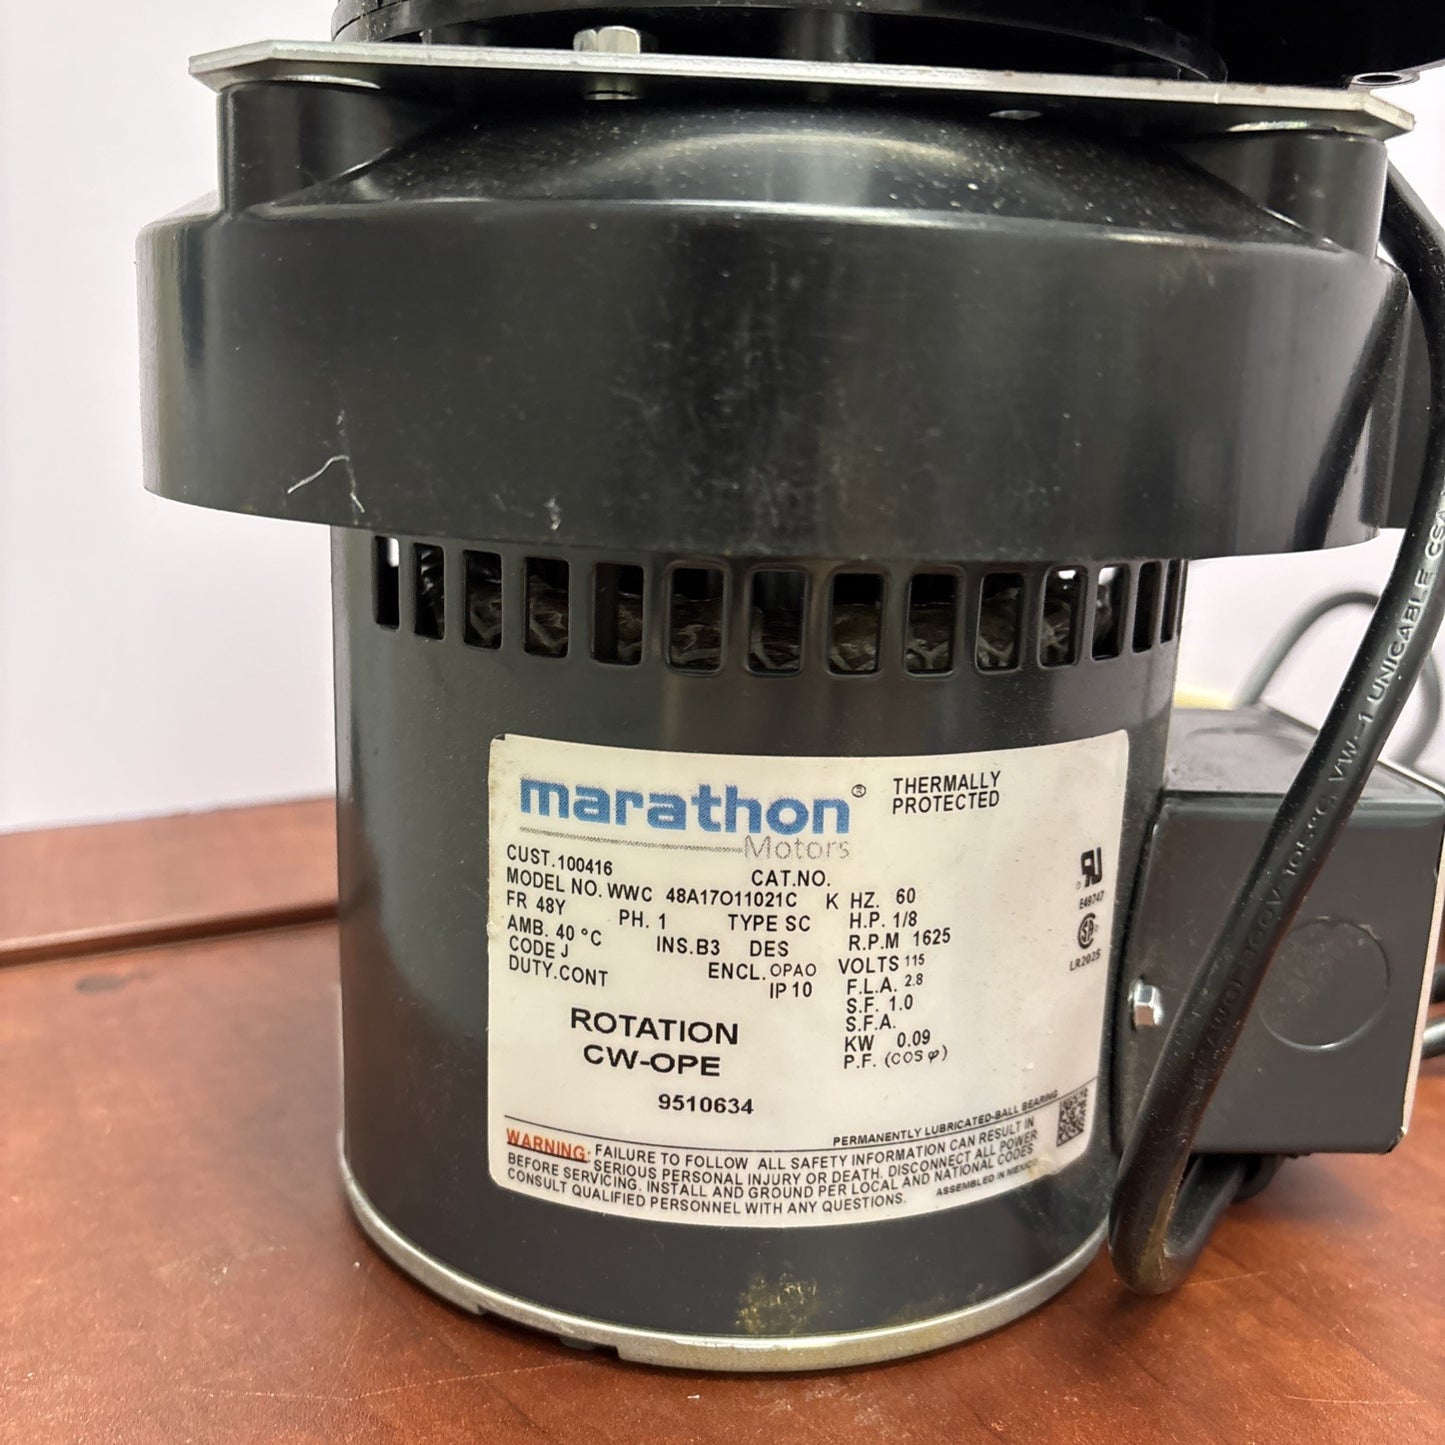 marathon®
Motors
THERMALLY
PROTECTED
CUST.100416
CAT.NO.
MODEL NO. WWC 48A17O11021C K HZ. 60
FR 48Y PH. 1 TYPE SC H.P. 1/8
AMB. 40 °C INS.B3 DES R.P.M 1625
CODE J ENCL. OPAO VOLTS 115
DUTY.CONT IP 10 F.L.A. 2.8
S.F. 1.0
S.F.A.
KW 0.09
P.F. (COS φ)
ROTATION
CW-OPE
9510634
E49747
LR2025
PERMANENTLY LUBRICATED-BALL BEARING
WARNING: FAILURE TO FOLLOW ALL SAFETY INFORMATION CAN RESULT IN
SERIOUS PERSONAL INJURY OR DEATH. DISCONNECT ALL POWER
BEFORE SERVICING. INSTALL AND GROUND PER LOCAL AND NATIONAL CODES
CONSULT QUALIFIED PERSONNEL WITH ANY QUESTIONS.
ASSEMBLED IN MEXICO
VW-1 UNICABLE CSA